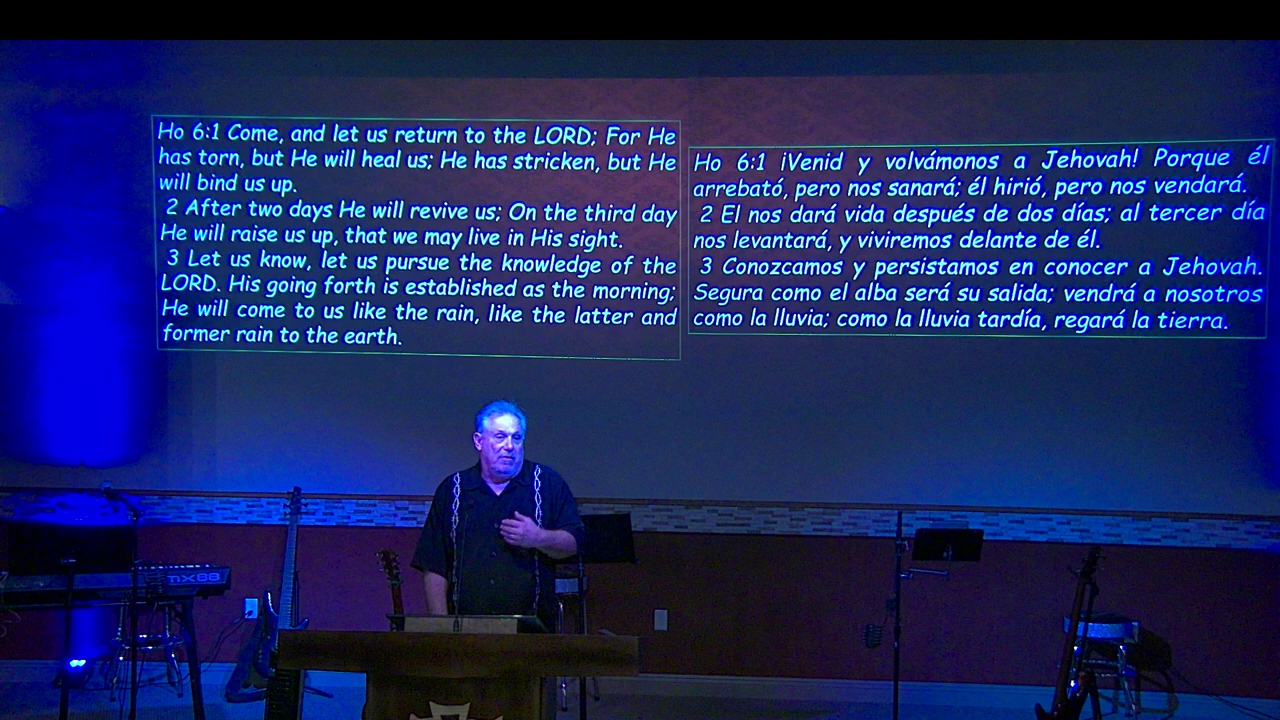 Ho 6:1 Come, and let us return to the LORD; For He
has torn, but He will heal us; He has stricken, but He
will bind us up.
2 After two days He will revive us; On the third day
He will raise us up, that we may live in His sight.
3 Let us know, let us pursue the knowledge of the
LORD. His going forth is established as the morning;
He will come to us like the rain, like the latter and
former rain to the earth.
Ho 6:1 ¡Venid y volvámonos a Jehovah! Porque él
arrebató, pero nos sanará; él hirió, pero nos vendará.
2 El nos dará vida después de dos días; al tercer día
nos levantará, y viviremos delante de él.
3 Conozcamos y persistamos en conocer a Jehovah.
Segura como el alba será su salida; vendrá a nosotros
como la lluvia; como la lluvia tardía, regará la tierra.
MX88